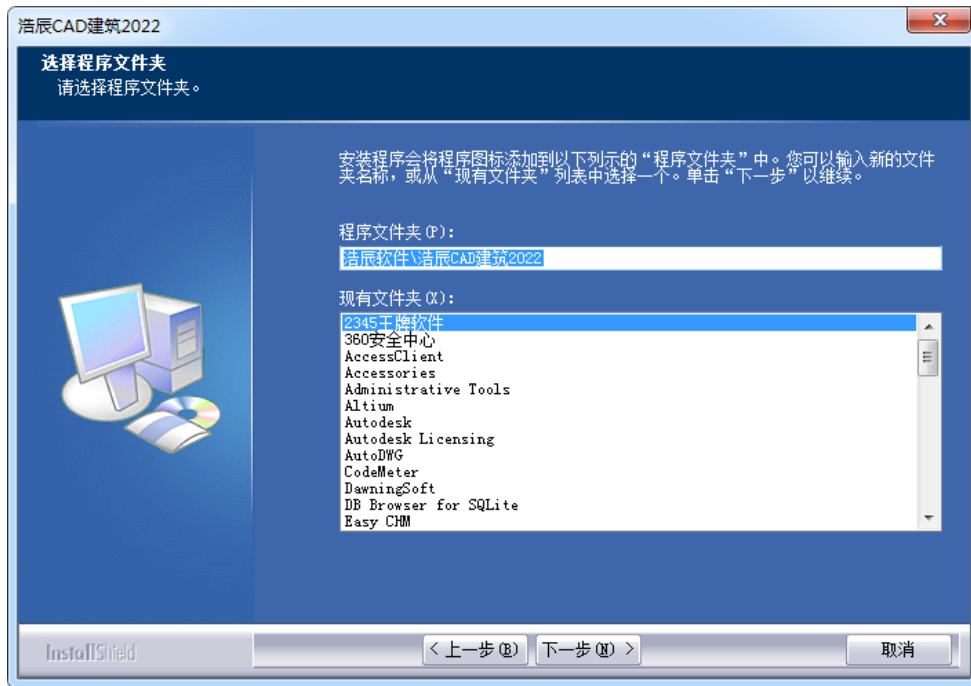 浩辰CAD建筑2022
选择程序文件夹
请选择程序文件夹。
安装程序会将程序图标添加到以下列示的“程序文件夹”中。您可以输入新的文件
夹名称，或从“现有文件夹”列表中选择一个。单击“下一步”以继续。
程序文件夹(P)：
浩辰软件\浩辰CAD建筑2022
现有文件夹(X)：
2345王牌软件
360安全中心
AccessClient
Accessories
Administrative Tools
Altium
Autodesk
Autodesk Licensing
AutoDWG
CodeMeter
DawningSoft
DB Browser for SQLite
Easy CHM
InstallShield
< 上一步(B)
下一步(N) >
取消